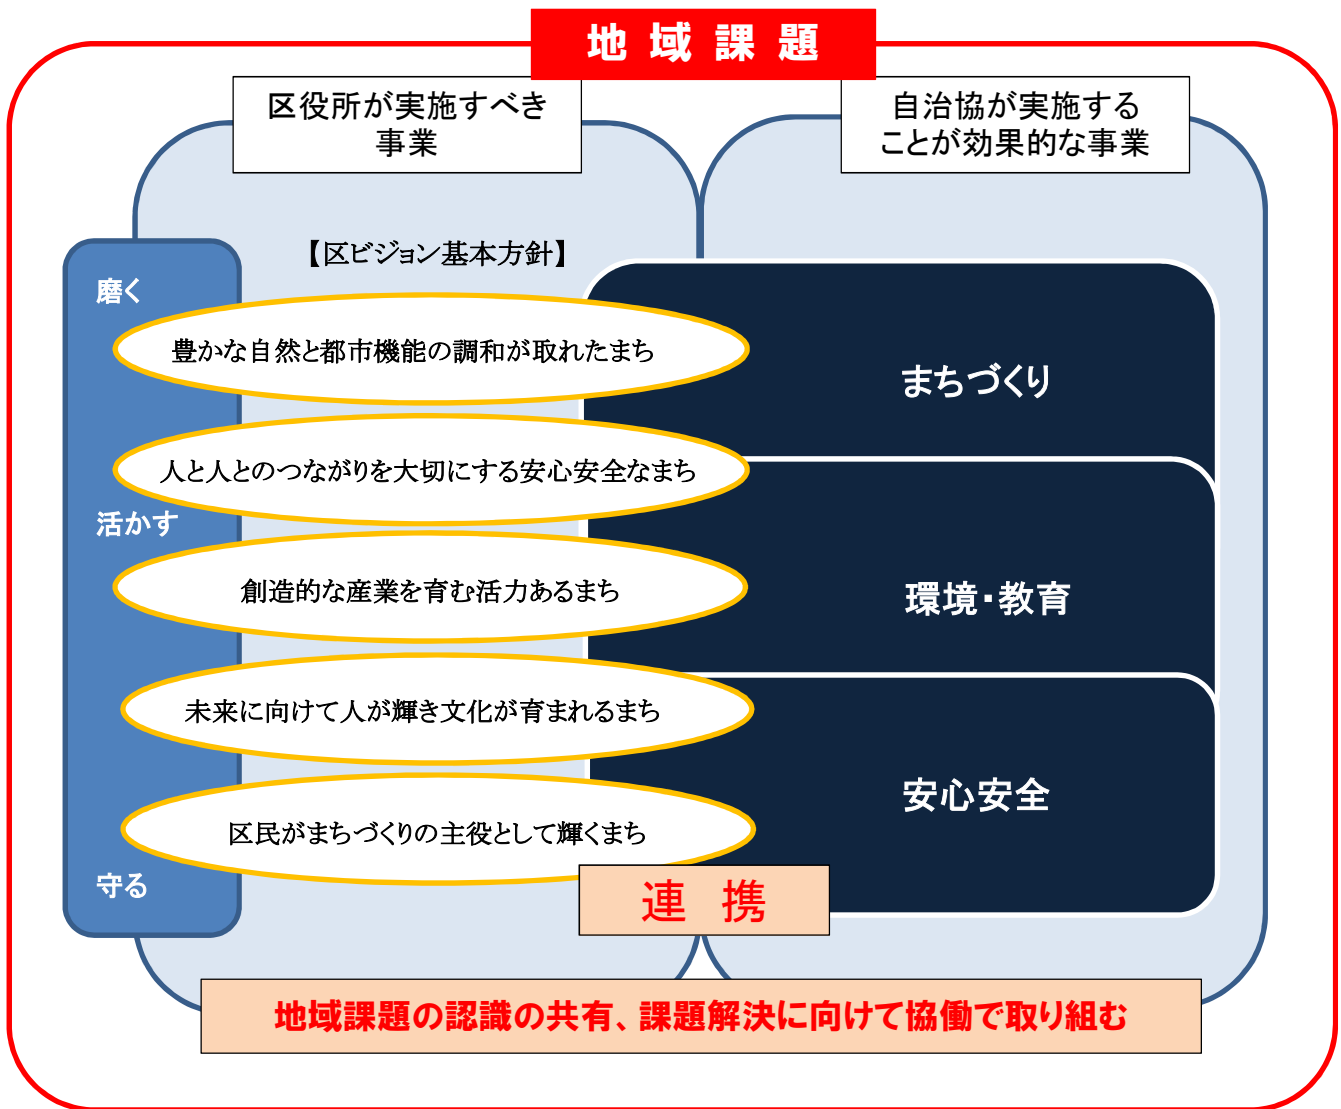 地域課題
区役所が実施すべき
事業
自治協が実施する
ことが効果的な事業
【区ビジョン基本方針】
磨く
豊かな自然と都市機能の調和が取れたまち
まちづくり
人と人とのつながりを大切にする安心安全なまち
活かす
創造的な産業を育む活力あるまち
環境・教育
未来に向けて人が輝き文化が育まれるまち
安心安全
区民がまちづくりの主役として輝くまち
守る
連携
地域課題の認識の共有、課題解決に向けて協働で取り組む